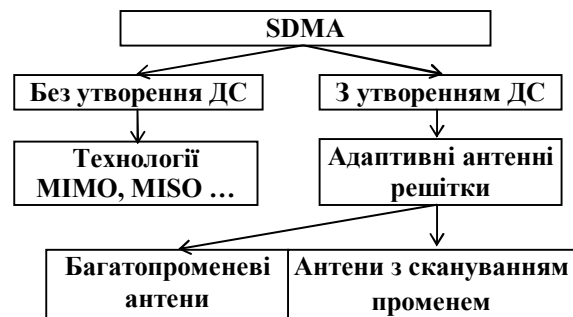 SDMA
Без утворення ДС
З утворенням ДС
Технології
MIMO, MISO …
Адаптивні антенні
решітки
Багатопроменеві
антени
Антени з скануванням
променем